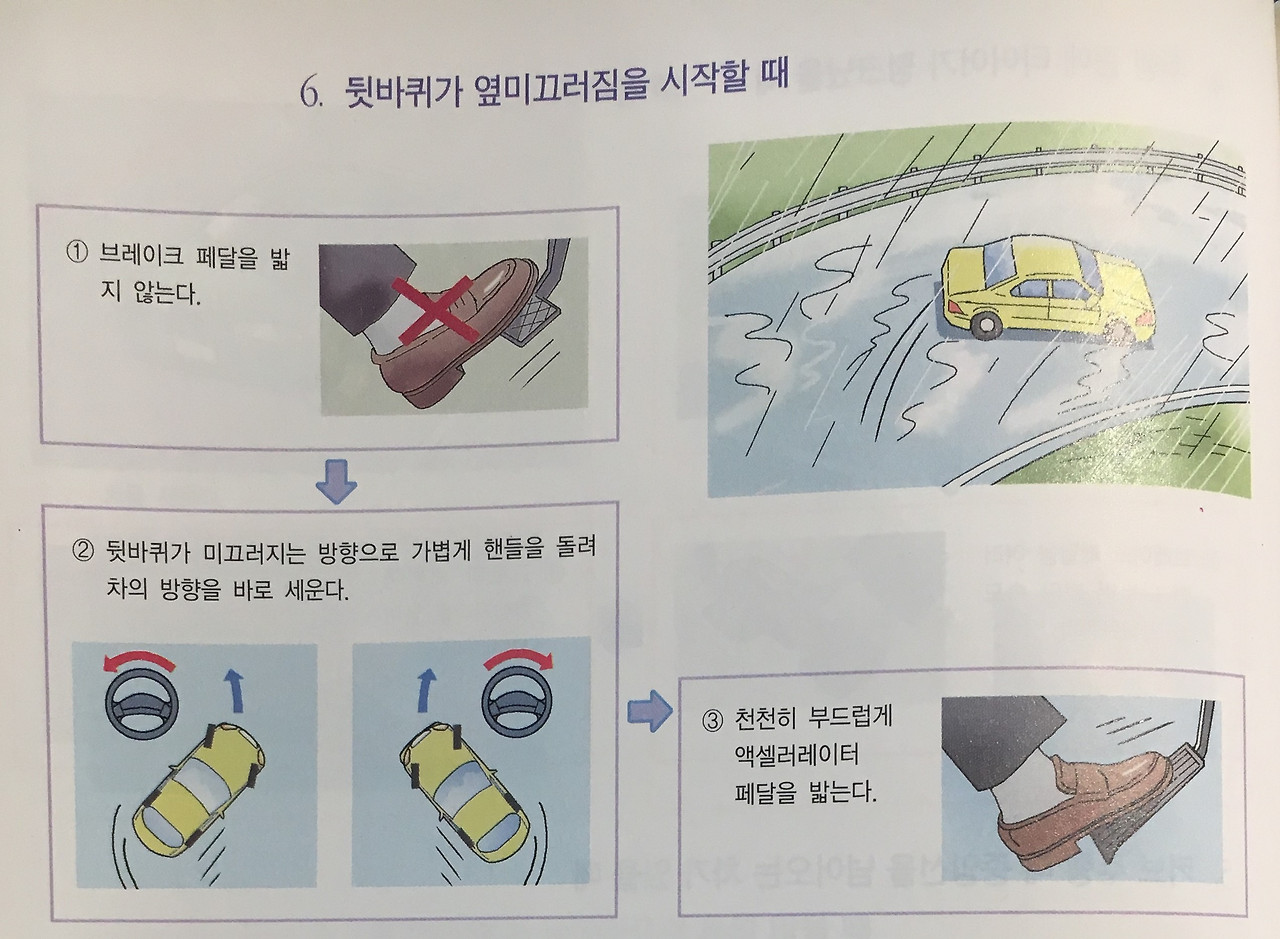 6. 뒷바퀴가 옆미끄러짐을 시작할 때
① 브레이크 페달을 밟
지 않는다.
② 뒷바퀴가 미끄러지는 방향으로 가볍게 핸들을 돌려
차의 방향을 바로 세운다.
③ 천천히 부드럽게
액셀러레이터
페달을 밟는다.